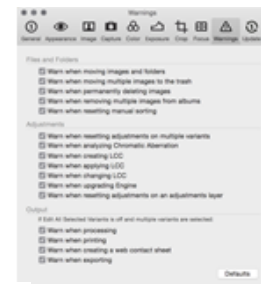 Warnings
General Appearance Image Capture Color Exposure Crop Focus Warnings Update
Files and Folders
Warn when moving images and folders
Warn when moving multiple images to the trash
Warn when permanently deleting images
Warn when removing multiple images from albums
Warn when resetting manual sorting
Adjustments
Warn when resetting adjustments on multiple variants
Warn when analyzing Chromatic Aberration
Warn when creating LCC
Warn when applying LCC
Warn when changing LCC
Warn when upgrading Engine
Warn when resetting adjustments on an adjustments layer
Output
If Edit All Selected Variants is off and multiple variants are selected:
Warn when processing
Warn when printing
Warn when creating a web contact sheet
Warn when exporting
Defaults